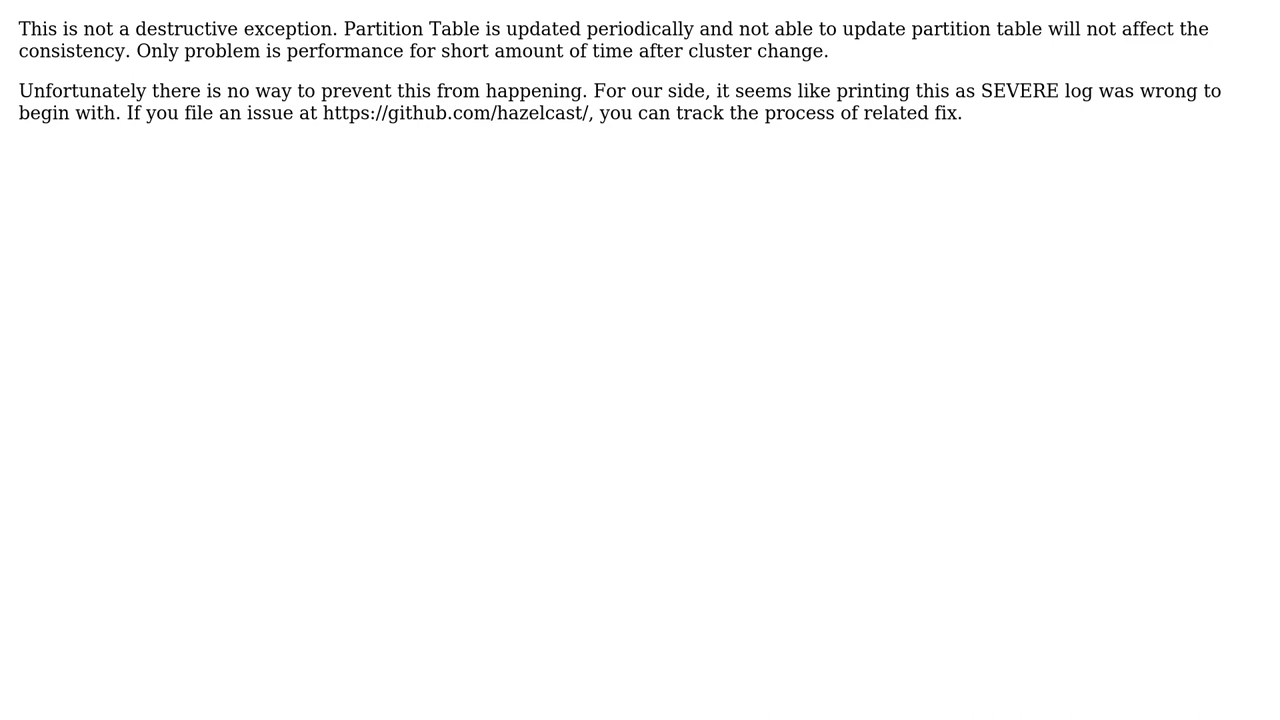 This is not a destructive exception. Partition Table is updated periodically and not able to update partition table will not affect the
consistency. Only problem is performance for short amount of time after cluster change.
Unfortunately there is no way to prevent this from happening. For our side, it seems like printing this as SEVERE log was wrong to
begin with. If you file an issue at https://github.com/hazelcast/, you can track the process of related fix.